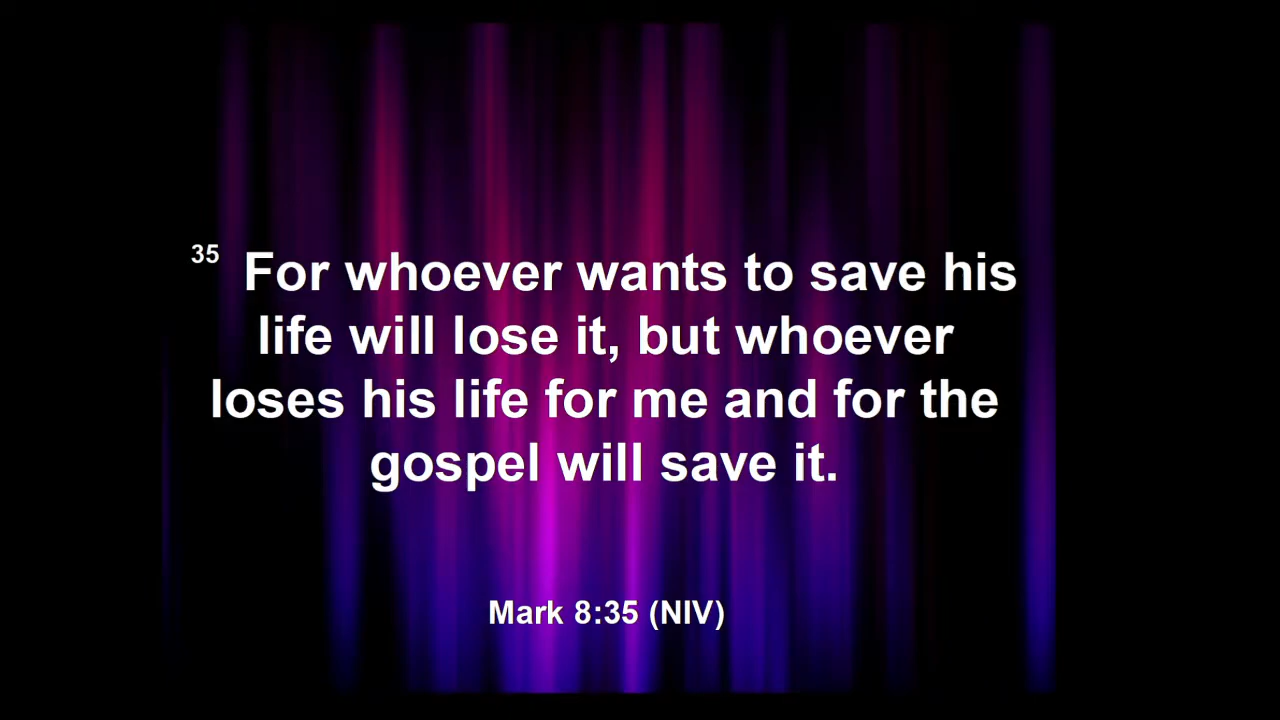 35 For whoever wants to save his
life will lose it, but whoever
loses his life for me and for the
gospel will save it.
Mark 8:35 (NIV)